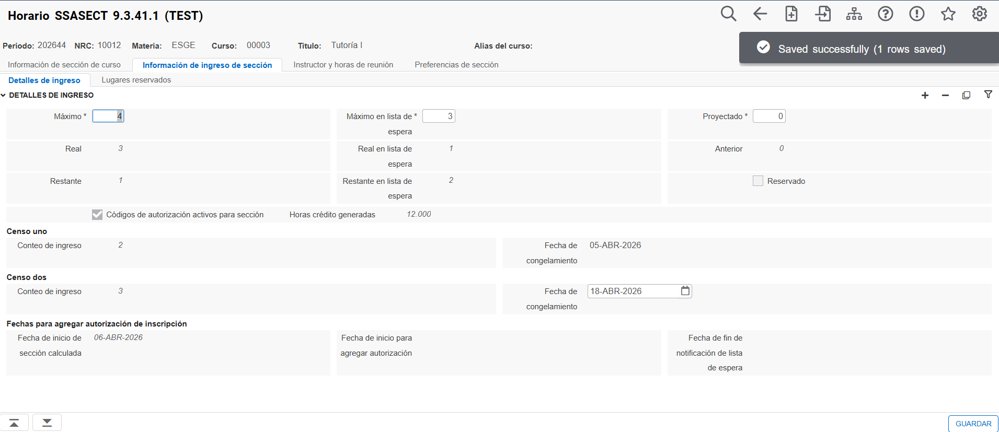 Horario SSASECT 9.3.41.1 (TEST)
Saved successfully (1 rows saved)
Periodo: 202644 NRC: 10012 Materia: ESGE Curso: 00003 Título: Tutoría I Alias del curso:
Información de sección de curso Información de ingreso de sección Instructor y horas de reunión Preferencias de sección
Detalles de ingreso Lugares reservados
DETALLES DE INGRESO
Máximo * 4 Máximo en lista de * 3 Proyectado * 0
espera
Real 3 Real en lista de 1 Anterior 0
espera
Restante 1 Restante en lista de 2 Reservado
espera
Códigos de autorización activos para sección Horas crédito generadas 12.000
Censo uno
Conteo de ingreso 2 Fecha de 05-ABR-2026
congelamiento
Censo dos
Conteo de ingreso 3 Fecha de 18-ABR-2026
congelamiento
Fechas para agregar autorización de inscripción
Fecha de inicio de 06-ABR-2026 Fecha de inicio para Fecha de fin de
sección calculada agregar autorización notificación de lista
de espera
GUARDAR